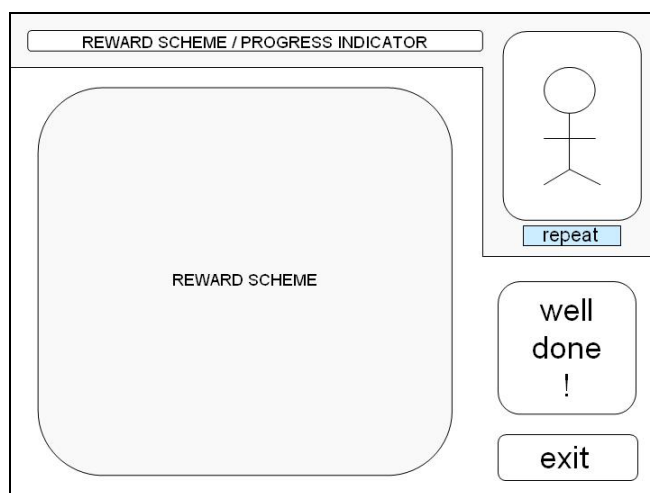 REWARD SCHEME / PROGRESS INDICATOR
repeat
REWARD SCHEME
well
done
!
exit